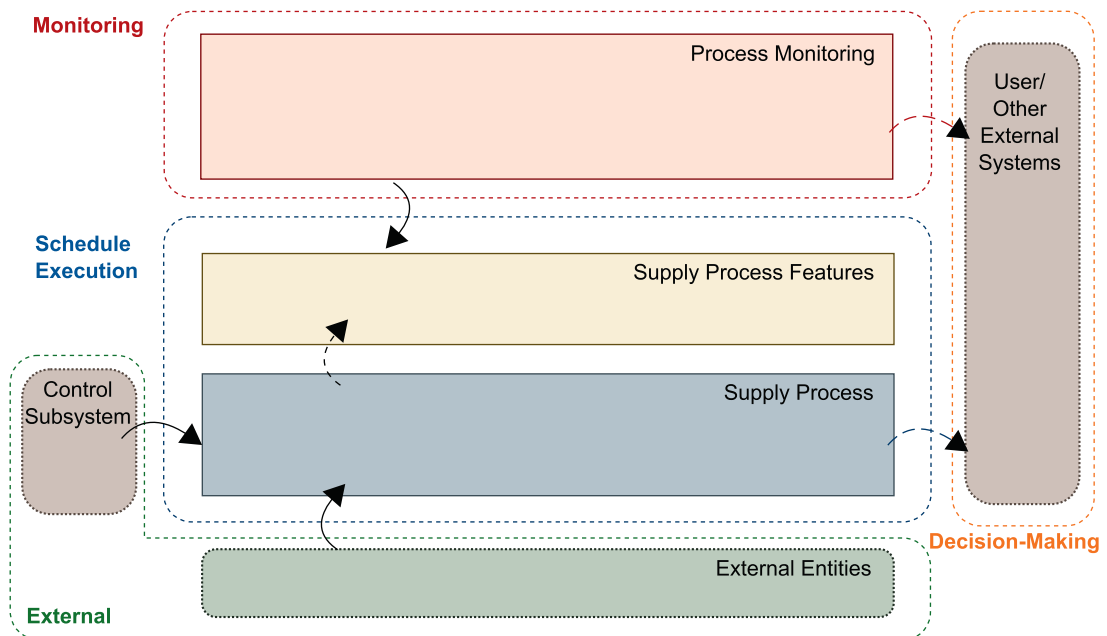 Monitoring
Process Monitoring
User/
Other
External
Systems
Schedule
Execution
Supply Process Features
Control
Subsystem
Supply Process
Decision-Making
External Entities
External